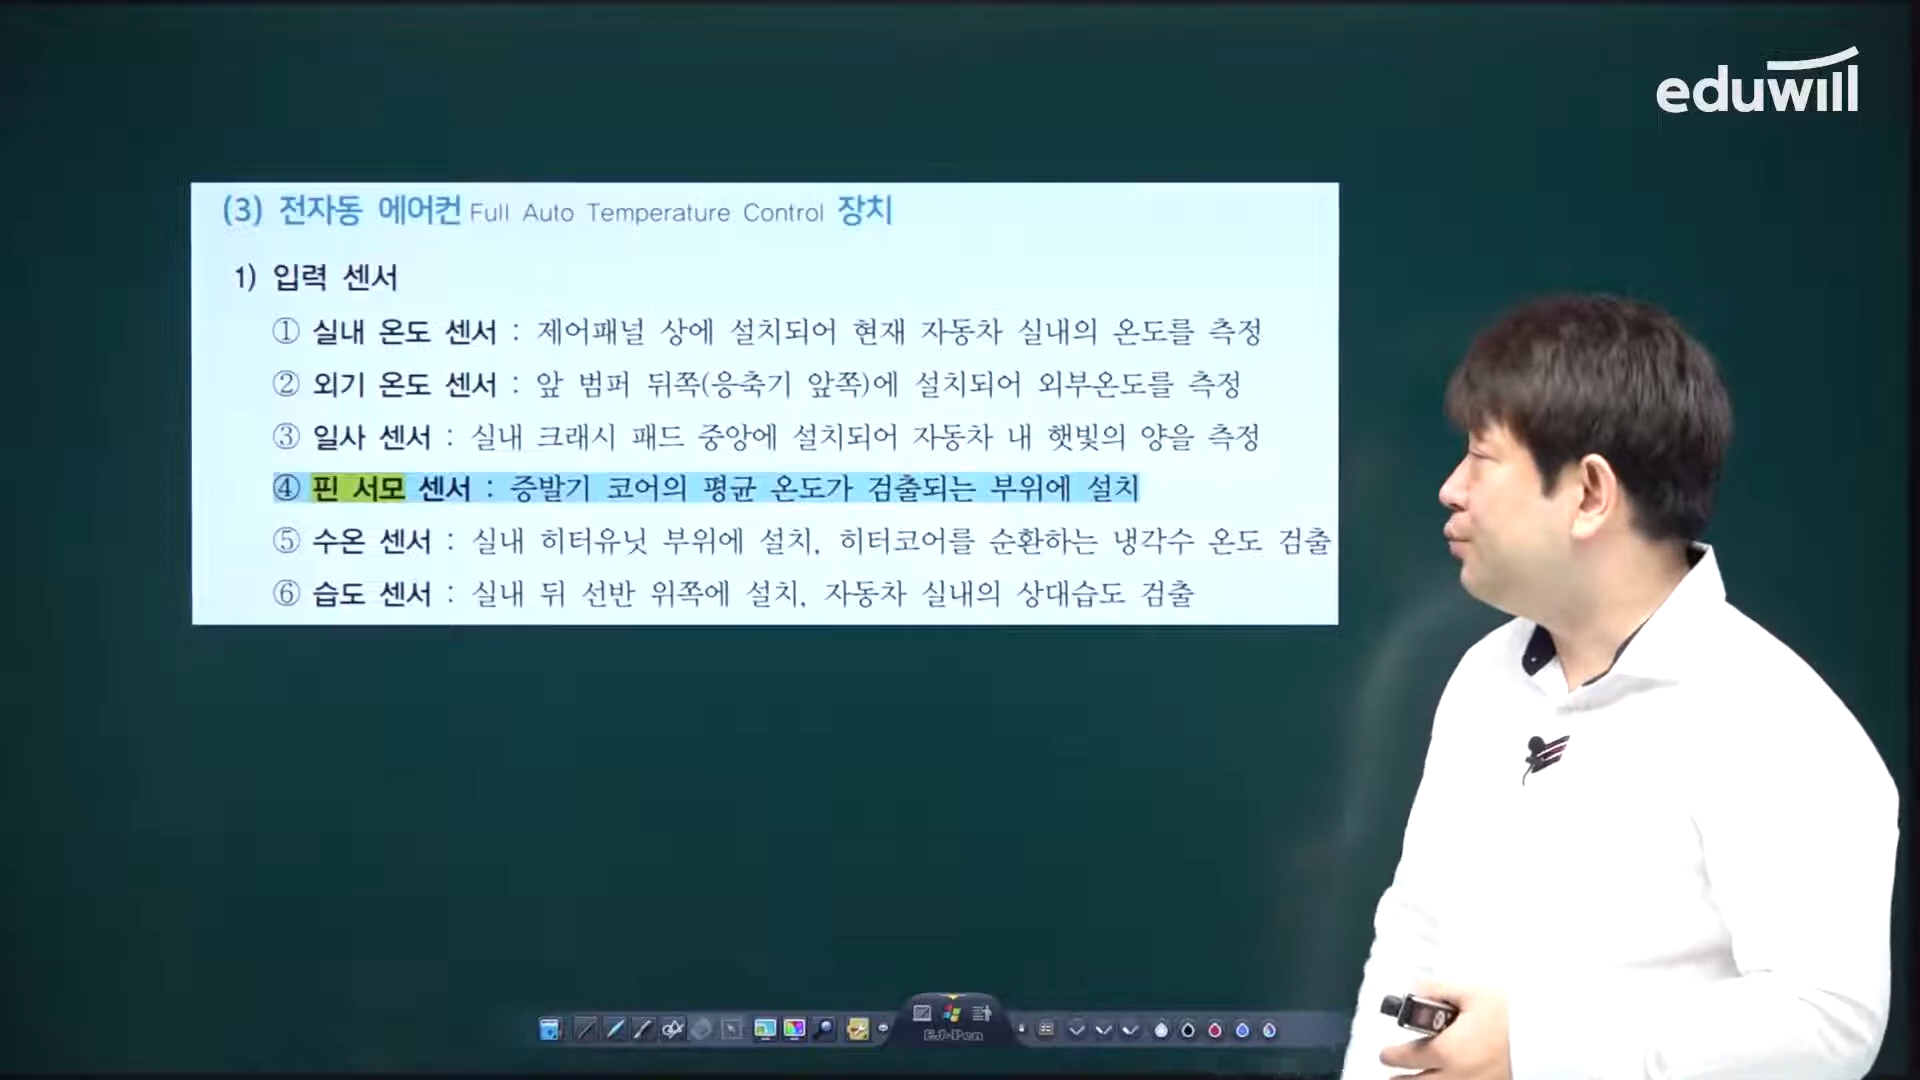 eduwill
(3) 전자동 에어컨 Full Auto Temperature Control 장치
1) 입력 센서
① 실내 온도 센서 : 제어패널 상에 설치되어 현재 자동차 실내의 온도를 측정
② 외기 온도 센서 : 앞 범퍼 뒤쪽(응축기 앞쪽)에 설치되어 외부온도를 측정
③ 일사 센서 : 실내 크래시 패드 중앙에 설치되어 자동차 내 햇빛의 양을 측정
④ 핀 서모 센서 : 증발기 코어의 평균 온도가 검출되는 부위에 설치
⑤ 수온 센서 : 실내 히터유닛 부위에 설치, 히터코어를 순환하는 냉각수 온도 검출
⑥ 습도 센서 : 실내 뒤 선반 위쪽에 설치, 자동차 실내의 상대습도 검출
EJ-Pen